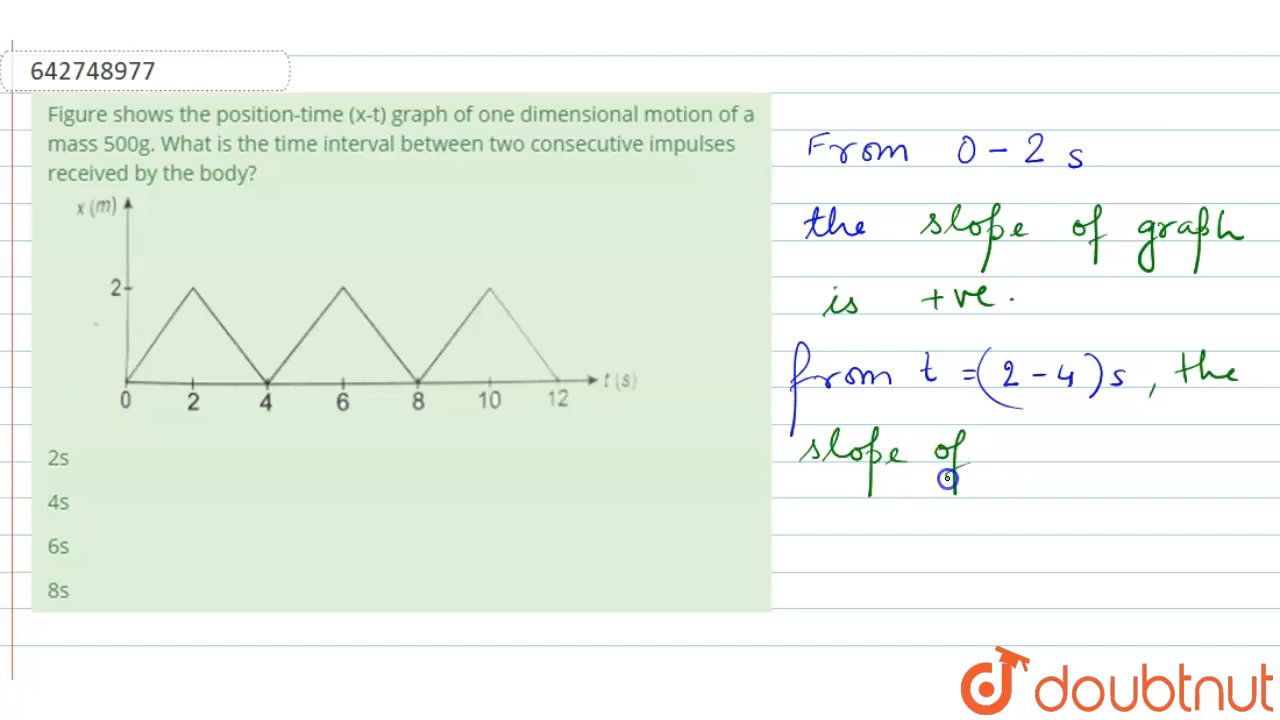 642748977
Figure shows the position-time (x-t) graph of one dimensional motion of a
mass 500g. What is the time interval between two consecutive impulses
received by the body?
x (m)
2
0 2 4 6 8 10 12
t (s)
2s
4s
6s
8s
From 0 - 2 s
the slope of graph
is +ve.
from t = (2 - 4) s, the
slope of
doubtnut